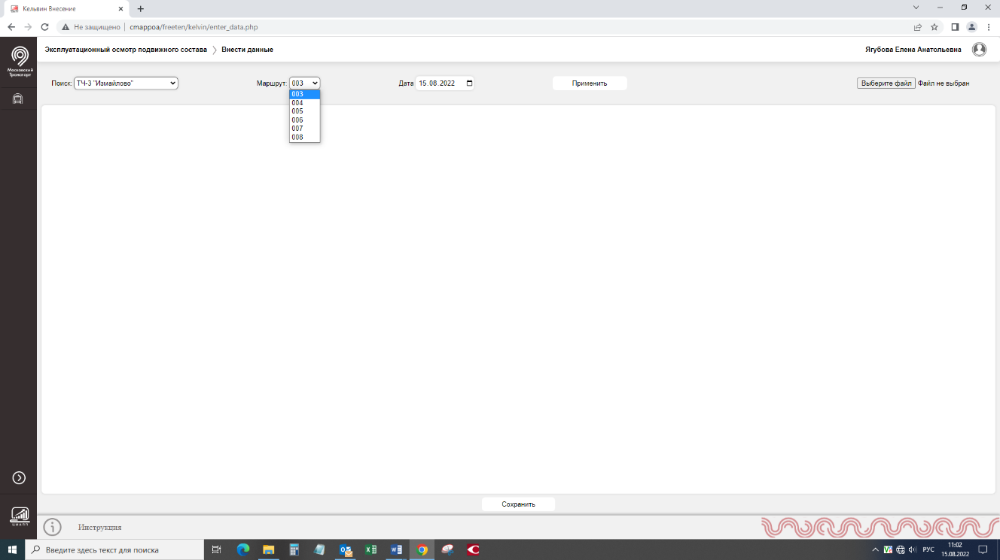 Кельвин Внесение
Не защищено
cmappoa/freeten/kelvin/enter_data.php
Московский
Транспорт
Эксплуатационный осмотр подвижного состава
Внести данные
Ягубова Елена Анатольевна
Поиск: ТЧ-3 "Измайлово"
Маршрут: 003
Дата 15.08.2022
Применить
Выберите файл Файл не выбран
003
004
005
006
007
008
Сохранить
ЦМАПП
Инструкция
Введите здесь текст для поиска
РУС
11:02
15.08.2022